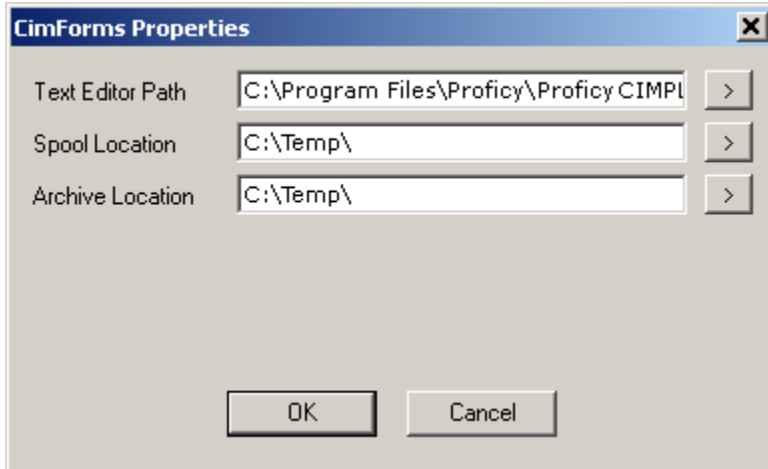 CimForms Properties
Text Editor Path C:\Program Files\Proficy\Proficy CIMPL >
Spool Location C:\Temp\ >
Archive Location C:\Temp\ >
OK Cancel